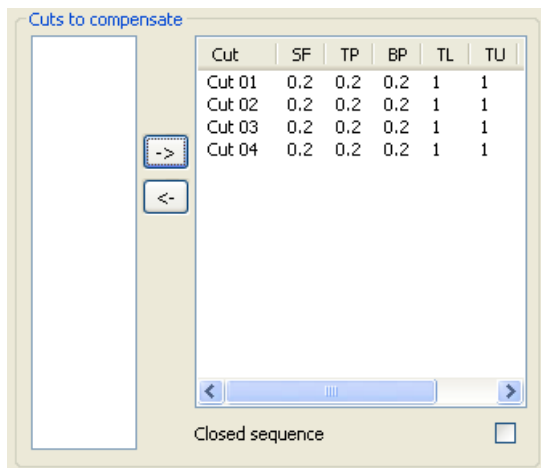 Cuts to compensate
Cut SF TP BP TL TU
Cut 01 0.2 0.2 0.2 1 1
Cut 02 0.2 0.2 0.2 1 1
Cut 03 0.2 0.2 0.2 1 1
Cut 04 0.2 0.2 0.2 1 1
->
<-
Closed sequence